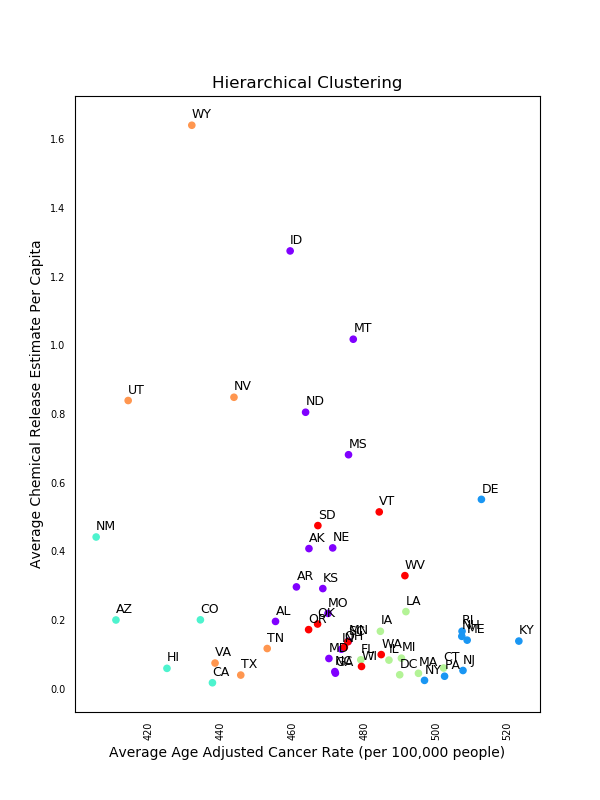 Hierarchical Clustering
WY
1.6
1.4
ID
1.2
MT
1.0
NV
UT
ND
0.8
MS
DE
0.6
VT
SD
NM
AK
NE
0.4
AR
KS
WV
MO
LA
AZ
CO
AL
OK
OR
0.2
IA
RI
NH
ME
KY
MN
TN
WA
IL
MI
FL
WI
VA
HI
TX
CA
GA
DC
MA
CT
NY
PA
NJ
0.0
420
440
460
480
500
520
Average Chemical Release Estimate Per Capita
Average Age Adjusted Cancer Rate (per 100,000 people)